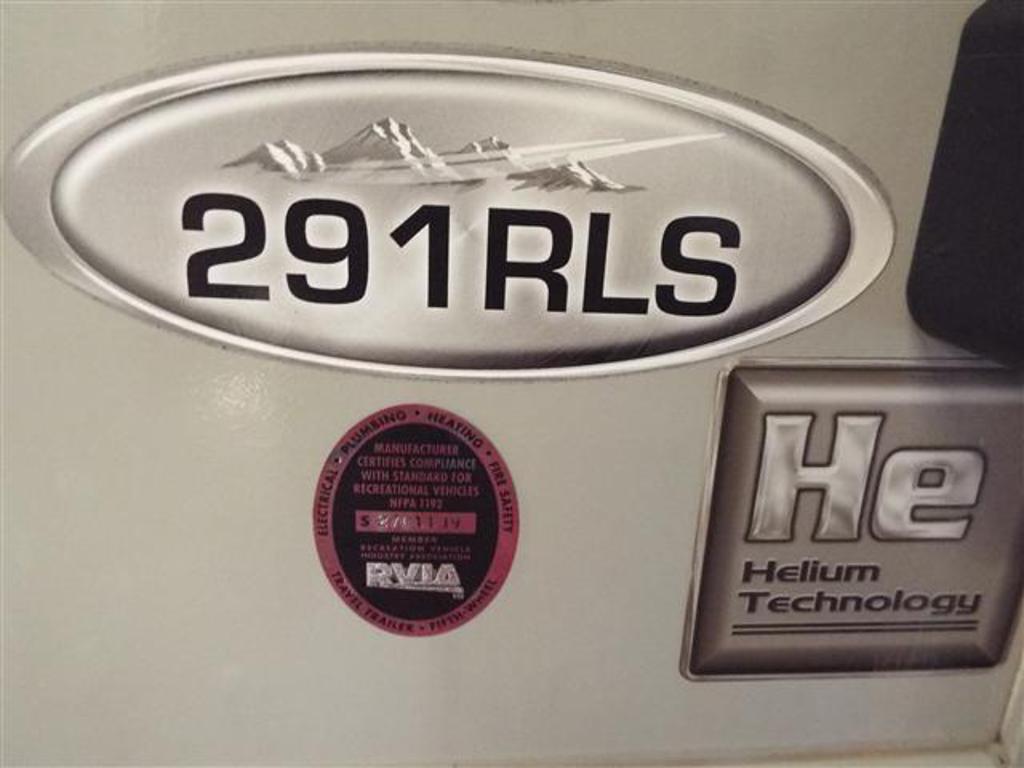 291RLS
ELECTRICAL • PLUMBING • HEATING • FIRE SAFETY
MANUFACTURER
CERTIFIES COMPLIANCE
WITH STANDARD FOR
RECREATIONAL VEHICLES
NFPA 1192
MEMBER
RECREATION VEHICLE
INDUSTRY ASSOCIATION
RVIA
TRAVEL TRAILER • FIFTH-WHEEL
He
Helium
Technology